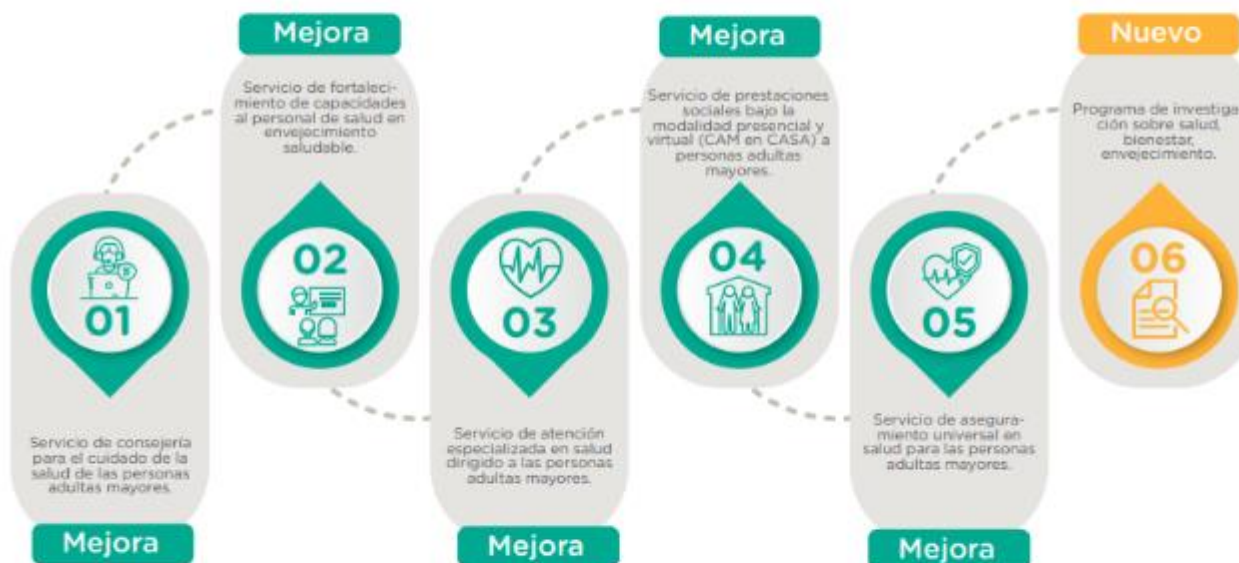 01
Servicio de consejería
para el cuidado de la
salud de las personas
adultas mayores.
Mejora
Mejora
Servicio de fortaleci-
miento de capacidades
al personal de salud en
envejecimiento
saludable.
02
03
Servicio de atención
especializada en salud
dirigido a las personas
adultas mayores.
Mejora
Mejora
Servicio de prestaciones
sociales bajo la
modalidad presencial y
virtual (CAM en CASA) a
personas adultas
mayores.
04
05
Servicio de asegura-
miento universal en
salud para las personas
adultas mayores.
Mejora
Nuevo
Programa de investiga-
ción sobre salud,
bienestar,
envejecimiento.
06